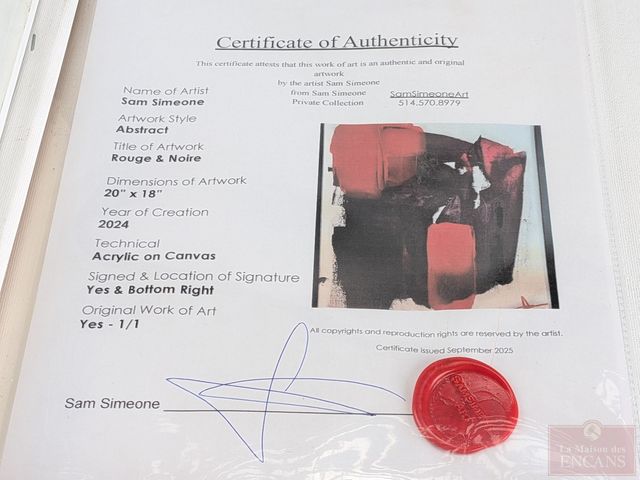 Certificate of Authenticity
This certificate attests that this work of art is an authentic and original
artwork
by the artist Sam Simeone
from Sam Simeone
Private Collection
SamSimeoneArt
514.570.8979
Name of Artist
Sam Simeone
Artwork Style
Abstract
Title of Artwork
Rouge & Noire
Dimensions of Artwork
20" x 18"
Year of Creation
2024
Technical
Acrylic on Canvas
Signed & Location of Signature
Yes & Bottom Right
Original Work of Art
Yes - 1/1
All copyrights and reproduction rights are reserved by the artist.
Certificate issued September 2025
Sam Simeone
La Maison des
ENCANS